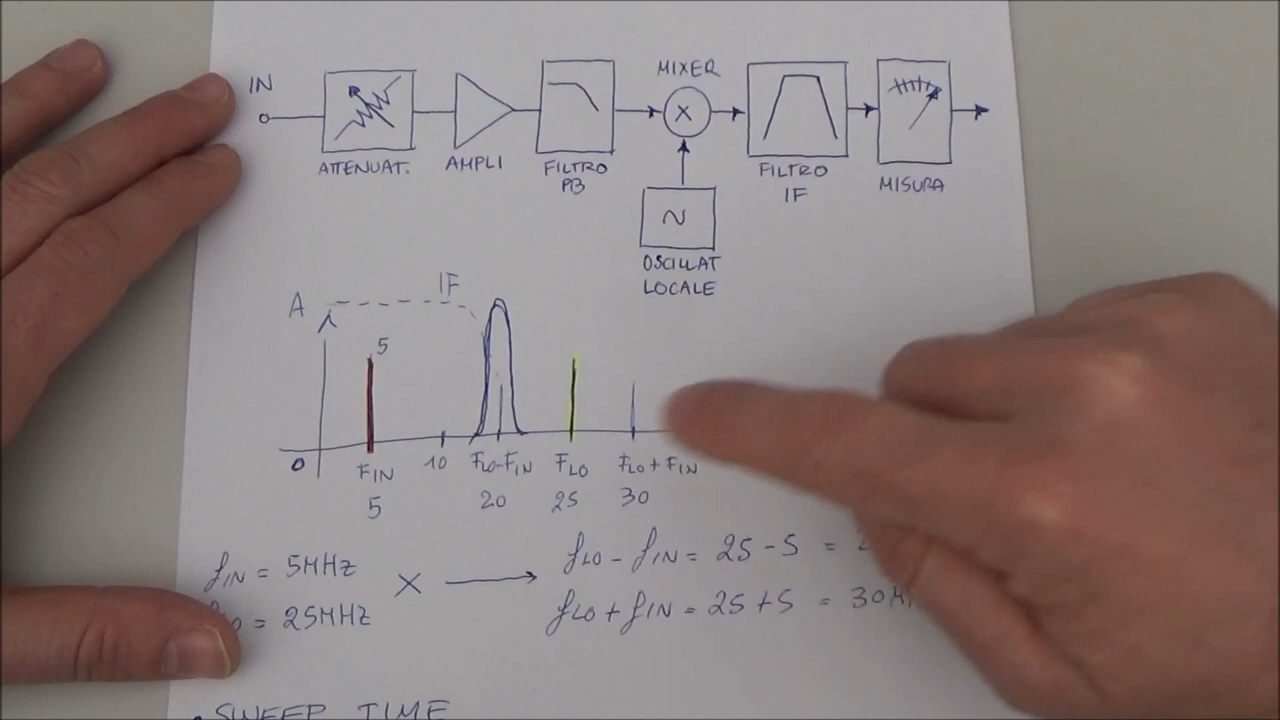 IN
ATTENUAT.
AMPLI
FILTRO
PB
MIXER
X
OSCILLAT
LOCALE
FILTRO
IF
MISURA
A
IF
5
0
FIN
5
10
FLO-FIN
20
FLO
25
FLO + FIN
30
fIN = 5MHz
= 25MHz
X
fLO - fIN = 25 - 5 =
fLO + fIN = 25 + 5 = 30
• SWEEP TIME